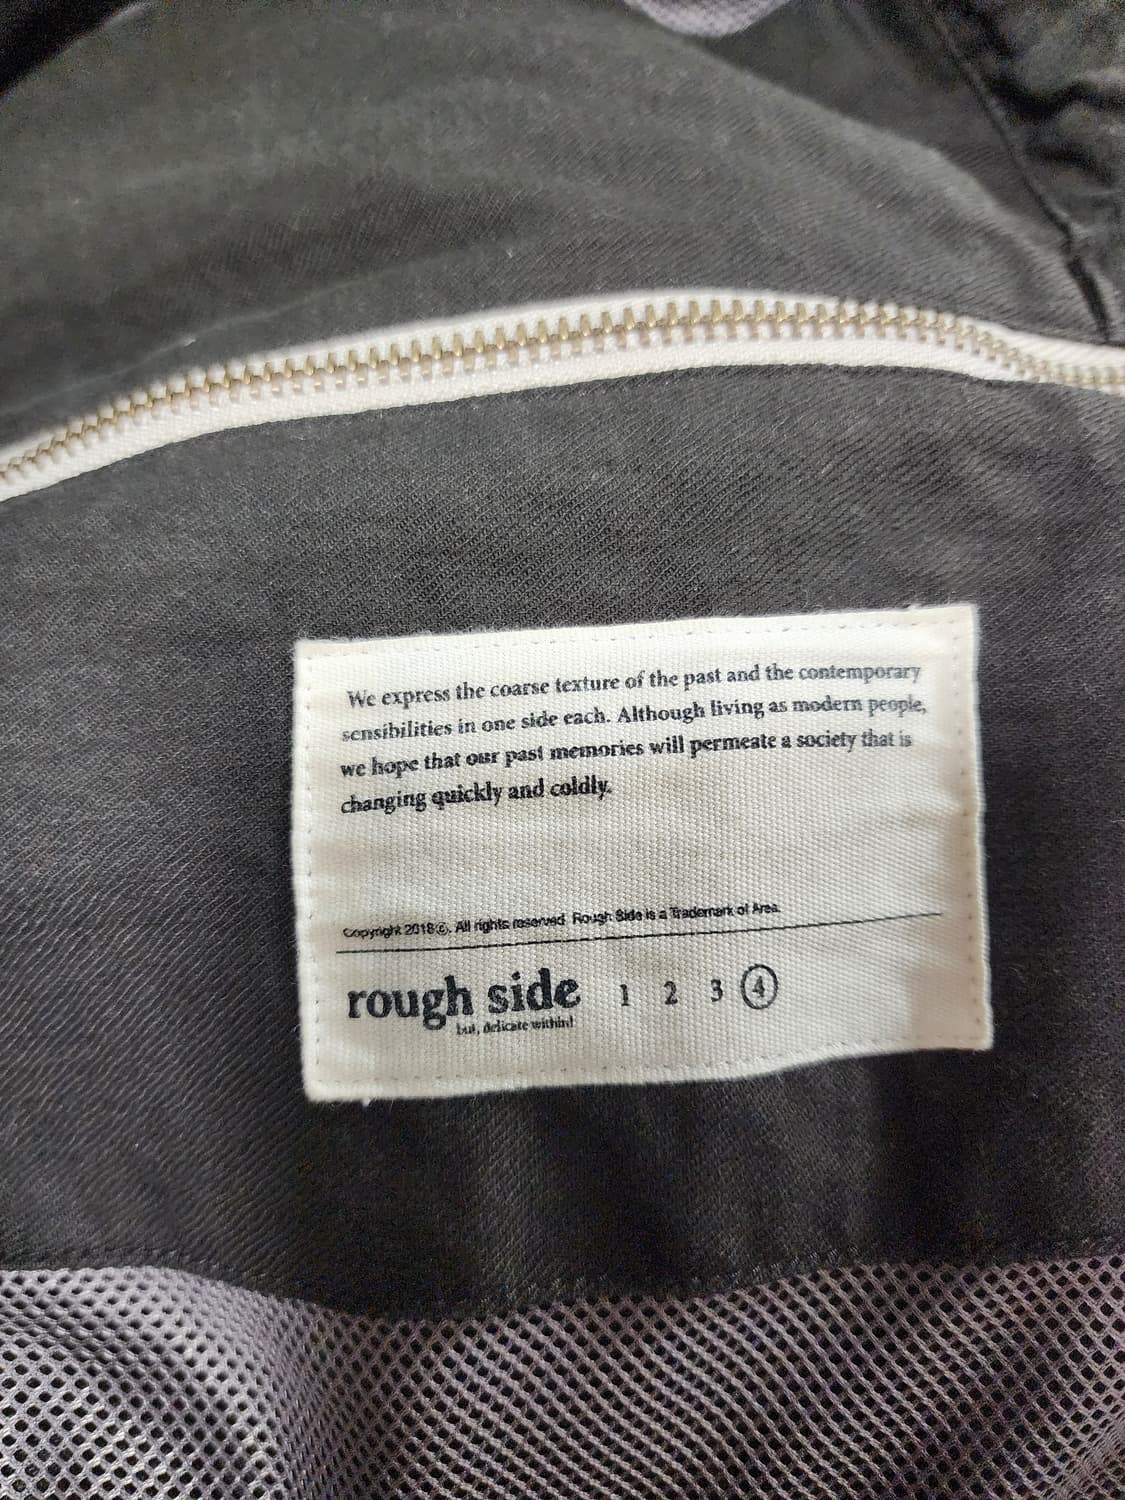 We express the coarse texture of the past and the contemporary
sensibilities in one side each. Although living as modern people,
we hope that our past memories will permeate a society that is
changing quickly and coldly.
Copyright 2018©. All rights reserved. Rough Side is a Trademark of Area.
rough side 1 2 3 4
but, delicate within!